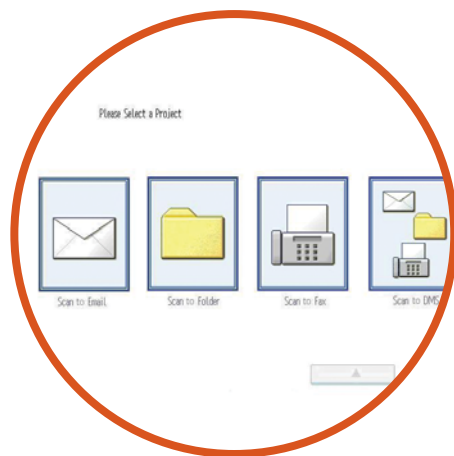 Please Select a Project
Scan to Email
Scan to Folder
Scan to Fax
Scan to DMS